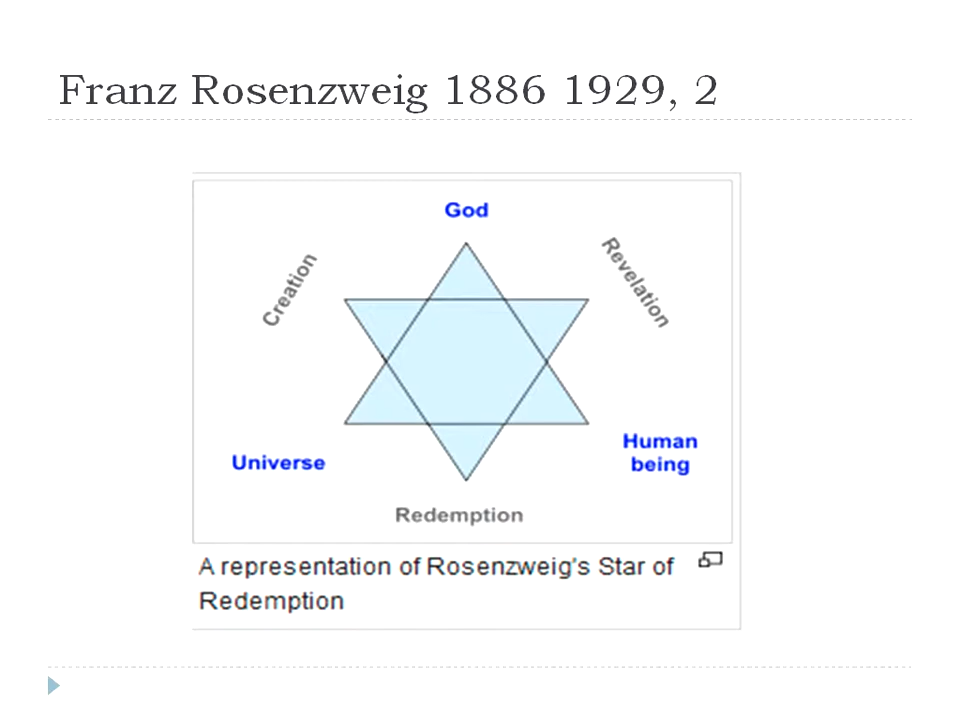 Franz Rosenzweig 1886 1929, 2
God
Creation
Revelation
Universe
Human
being
Redemption
A representation of Rosenzweig's Star of
Redemption